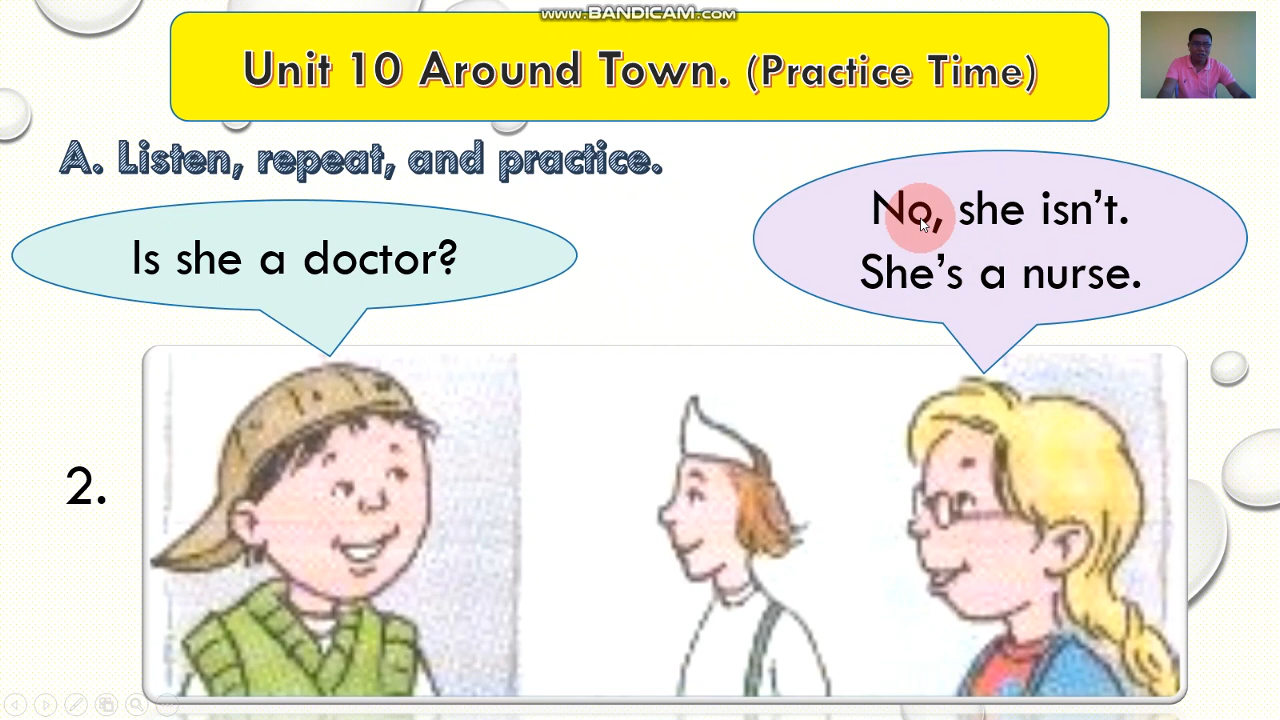 www.BANDICAM.com
Unit 10 Around Town. (Practice Time)
A. Listen, repeat, and practice.
Is she a doctor?
No, she isn't.
She's a nurse.
2.